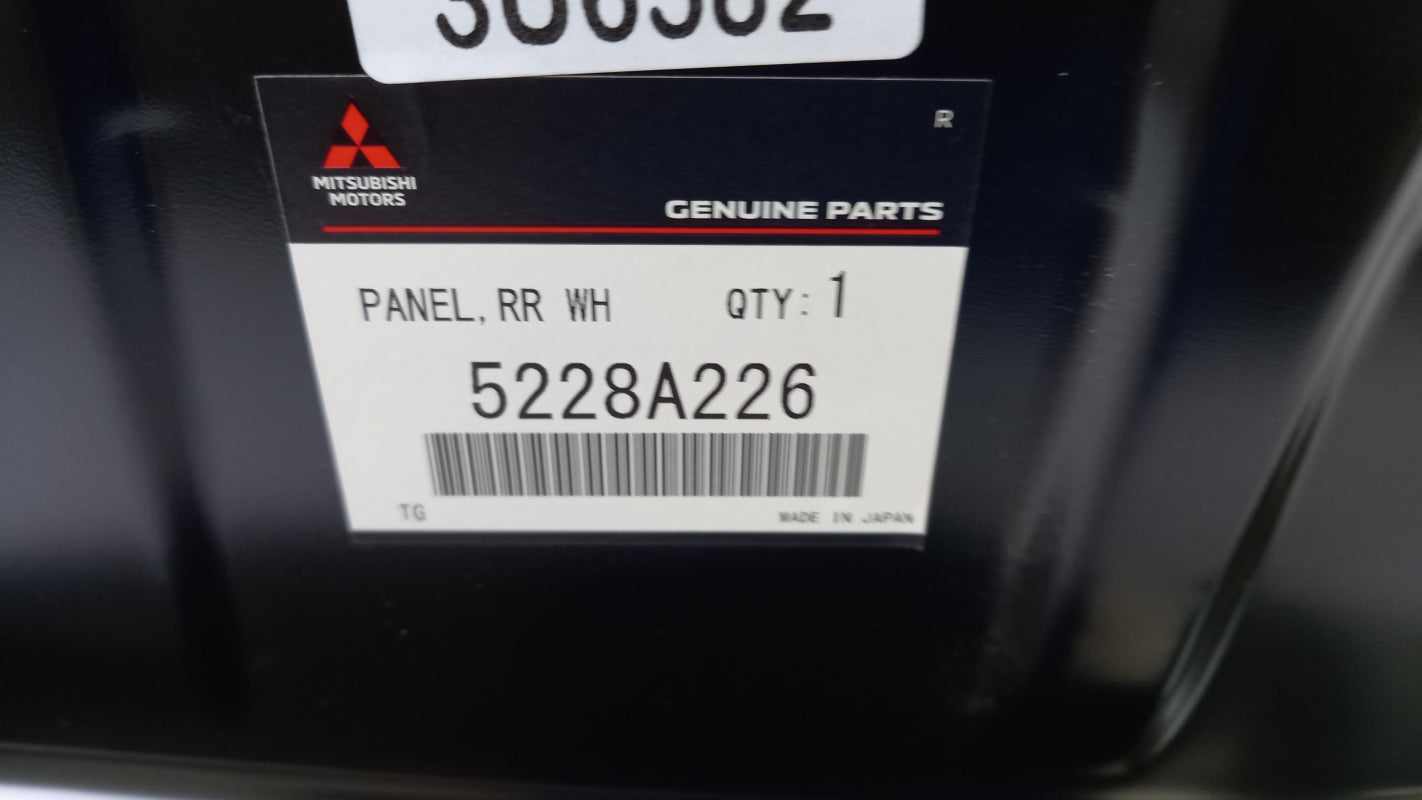 R
MITSUBISHI
MOTORS
GENUINE PARTS
PANEL, RR WH QTY: 1
5228A226
TG MADE IN JAPAN